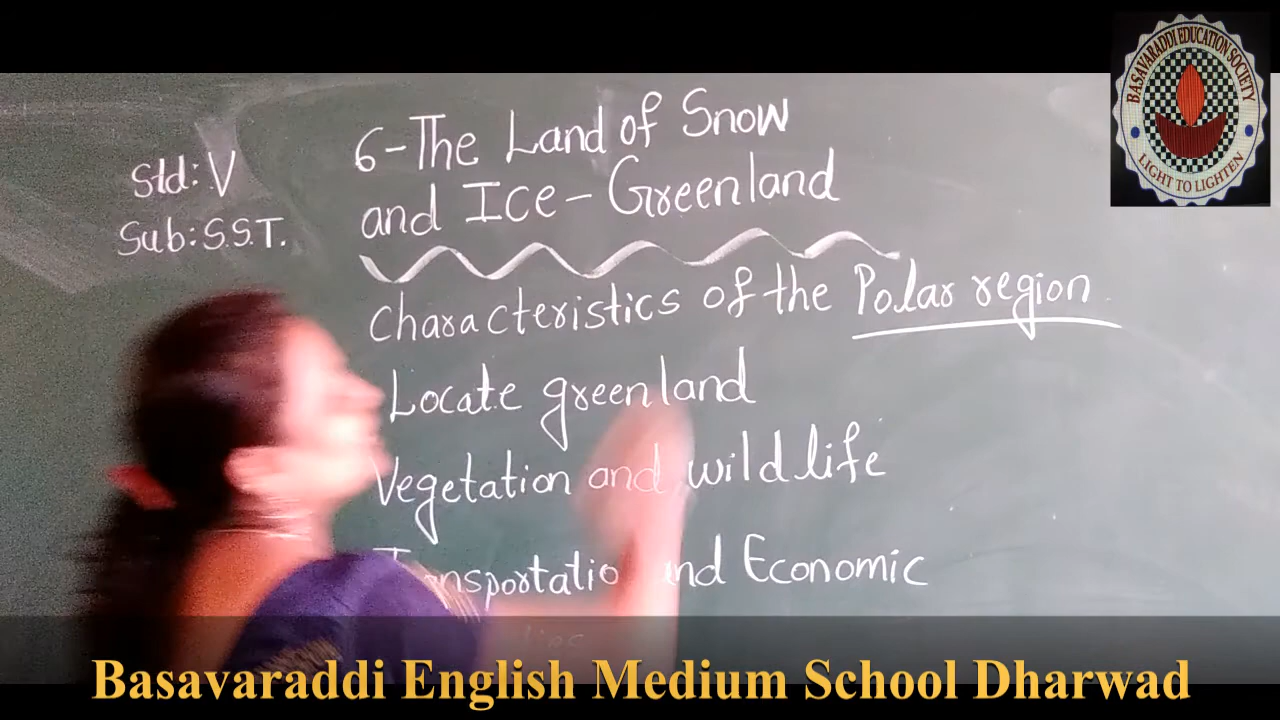 BASAVARADDI EDUCATION SOCIETY
LIGHT TO LIGHTEN
Std: V
Sub: S.S.T.
6-The Land of Snow
and Ice - Greenland
Characteristics of the Polar region
Locate greenland
Vegetation and wildlife
and Economic
Basavaraddi English Medium School Dharwad